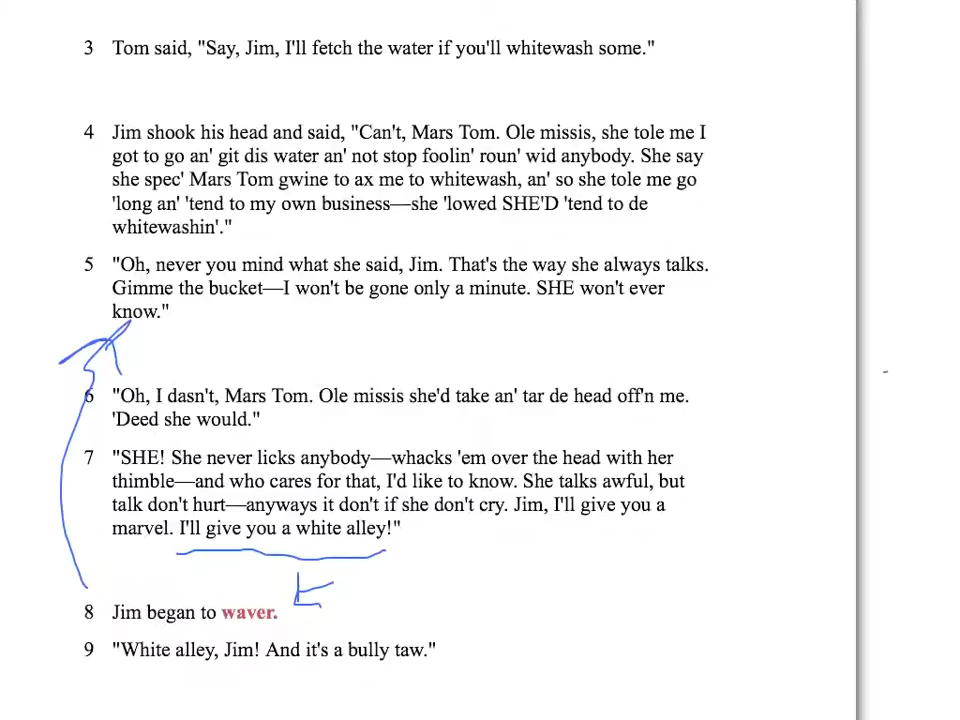 3 Tom said, "Say, Jim, I'll fetch the water if you'll whitewash some."
4 Jim shook his head and said, "Can't, Mars Tom. Ole missis, she tole me I
got to go an' git dis water an' not stop foolin' roun' wid anybody. She say
she spec' Mars Tom gwine to ax me to whitewash, an' so she tole me go
'long an' 'tend to my own business—she 'lowed SHE'D 'tend to de
whitewashin'."
5 "Oh, never you mind what she said, Jim. That's the way she always talks.
Gimme the bucket—I won't be gone only a minute. SHE won't ever
know."
6 "Oh, I dasn't, Mars Tom. Ole missis she'd take an' tar de head off'n me.
'Deed she would."
7 "SHE! She never licks anybody—whacks 'em over the head with her
thimble—and who cares for that, I'd like to know. She talks awful, but
talk don't hurt—anyways it don't if she don't cry. Jim, I'll give you a
marvel. I'll give you a white alley!"
8 Jim began to waver.
9 "White alley, Jim! And it's a bully taw."